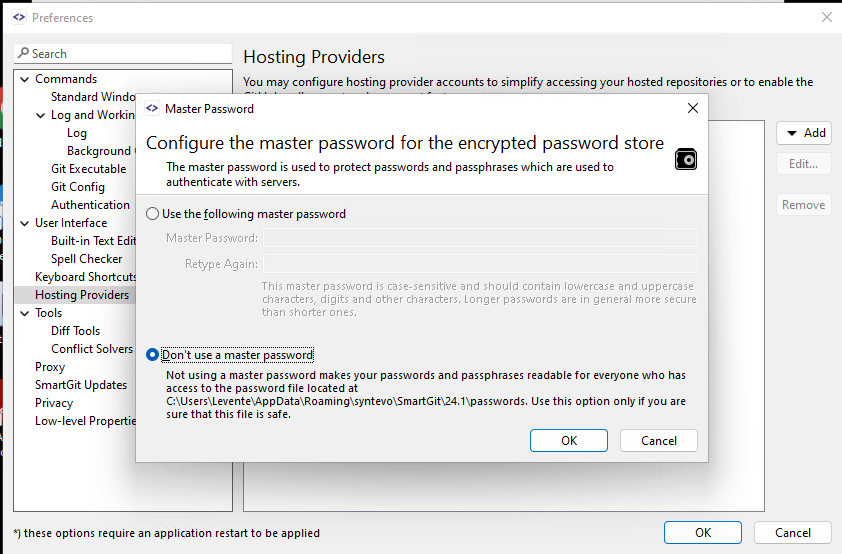 Preferences
Search
Commands
Standard Windo
Log and Workin
Log
Background
Git Executable
Git Config
Authentication
User Interface
Built-in Text Edit
Spell Checker
Keyboard Shortcuts
Hosting Providers
Tools
Diff Tools
Conflict Solvers
Proxy
SmartGit Updates
Privacy
Low-level Propertie
Hosting Providers
You may configure hosting provider accounts to simplify accessing your hosted repositories or to enable the
Add
Edit...
Remove
Master Password
Configure the master password for the encrypted password store
The master password is used to protect passwords and passphrases which are used to
authenticate with servers.
Use the following master password
Master Password:
Retype Again:
This master password is case-sensitive and should contain lowercase and uppercase
characters, digits and other characters. Longer passwords are in general more secure
than shorter ones.
Don't use a master password
Not using a master password makes your passwords and passphrases readable for everyone who has
access to the password file located at
C:\Users\Levente\AppData\Roaming\syntevo\SmartGit\24.1\passwords. Use this option only if you are
sure that this file is safe.
OK
Cancel
*) these options require an application restart to be applied
OK
Cancel